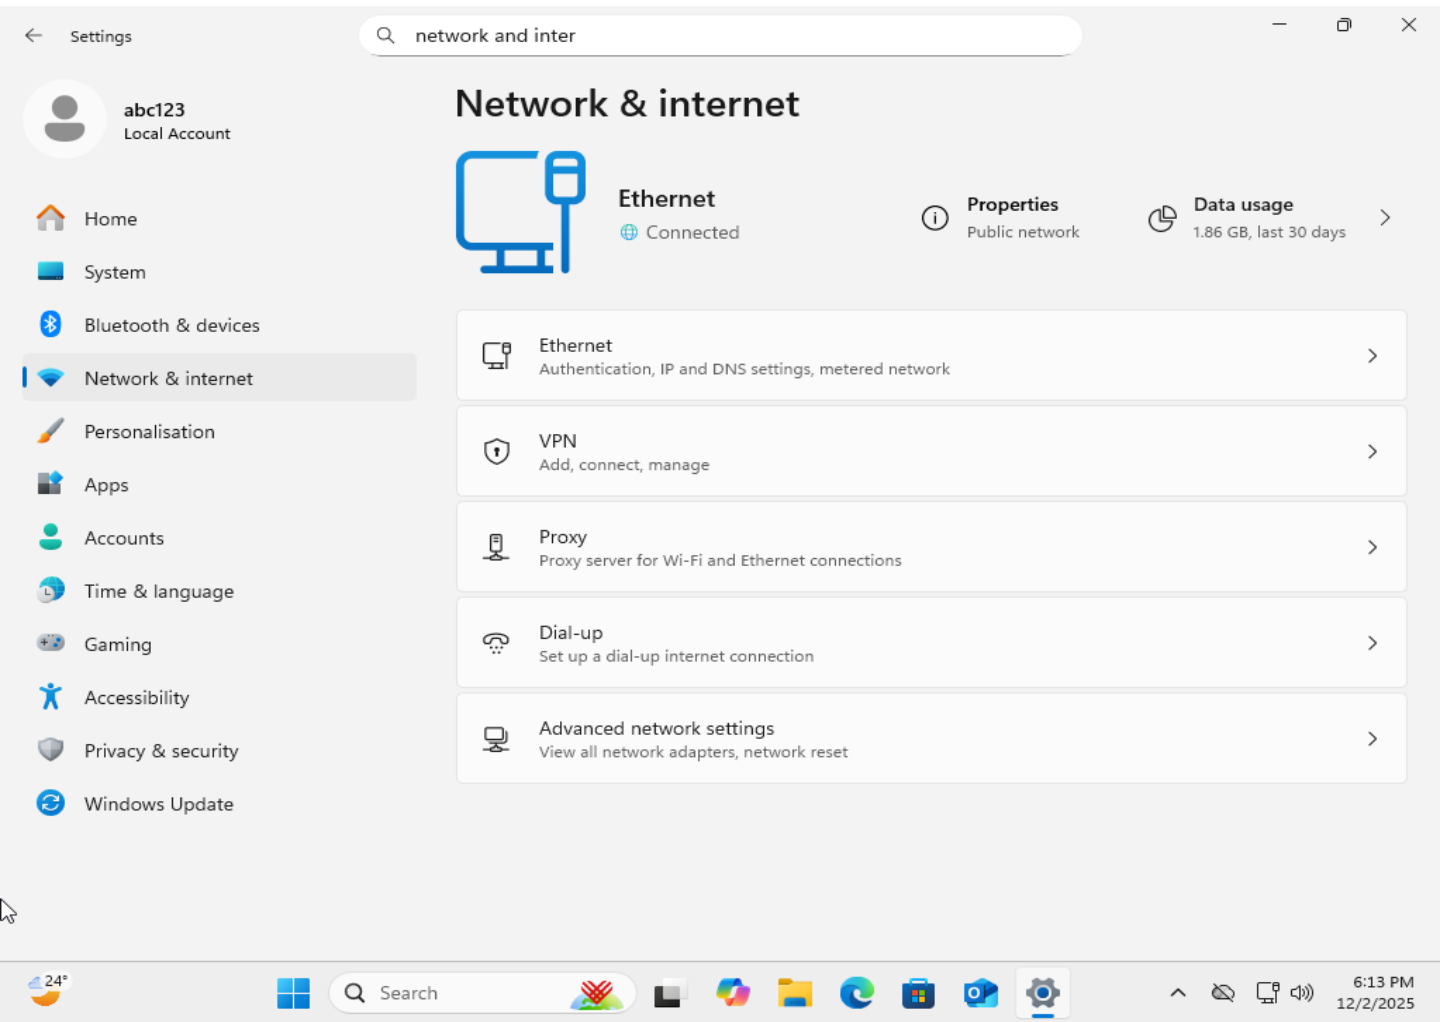 Settings
network and inter
abc123
Local Account
Home
System
Bluetooth & devices
Network & internet
Personalisation
Apps
Accounts
Time & language
Gaming
Accessibility
Privacy & security
Windows Update
Network & internet
Ethernet
Connected
Properties
Public network
Data usage
1.86 GB, last 30 days
Ethernet
Authentication, IP and DNS settings, metered network
VPN
Add, connect, manage
Proxy
Proxy server for Wi-Fi and Ethernet connections
Dial-up
Set up a dial-up internet connection
Advanced network settings
View all network adapters, network reset
24°
Search
6:13 PM
12/2/2025